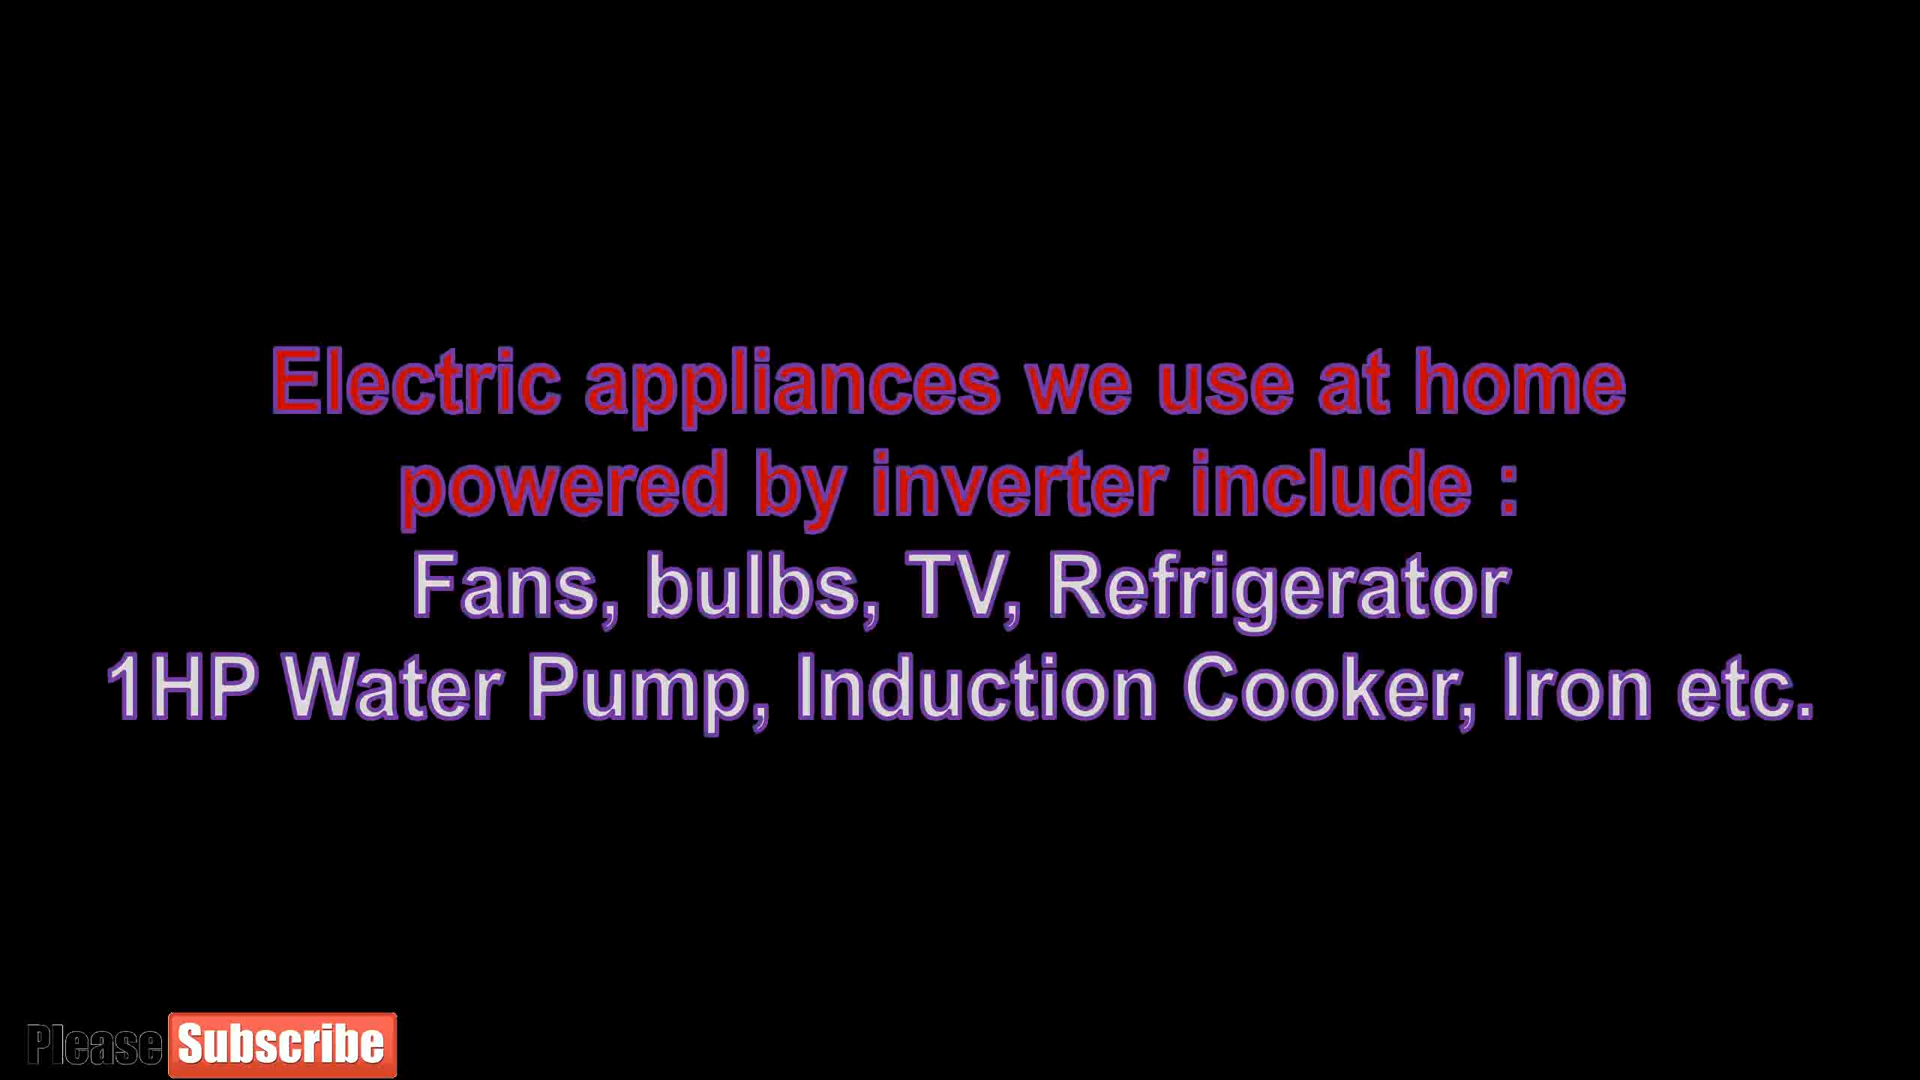 Electric appliances we use at home
powered by inverter include :
Fans, bulbs, TV, Refrigerator
1HP Water Pump, Induction Cooker, Iron etc.
Please Subscribe